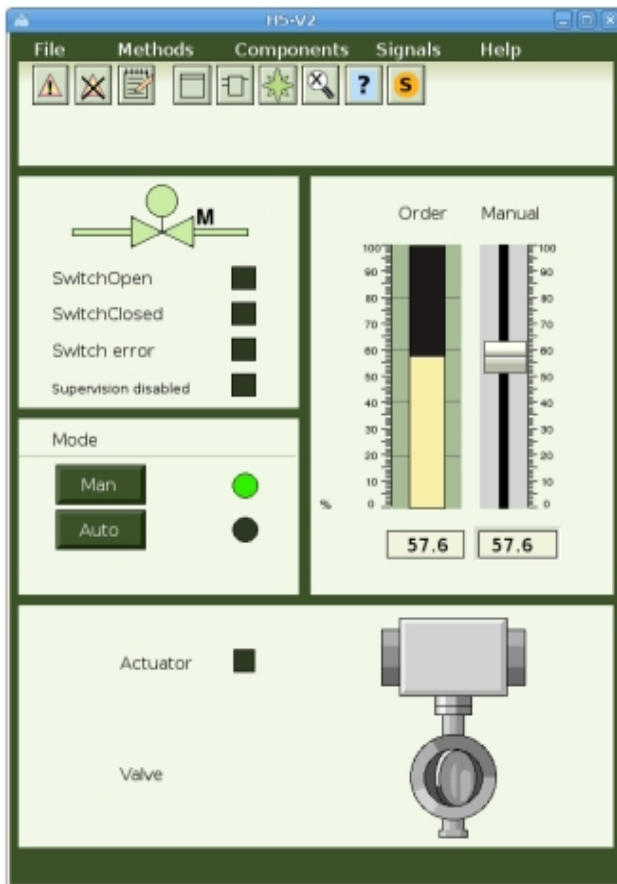 H5-V2
File Methods Components Signals Help
? S
M
SwitchOpen
SwitchClosed
Switch error
Supervision disabled
Mode
Man
Auto
Order Manual
100 100
90 90
80 80
70 70
60 60
50 50
40 40
30 30
20 20
10 10
% 0 0
57.6 57.6
Actuator
Valve